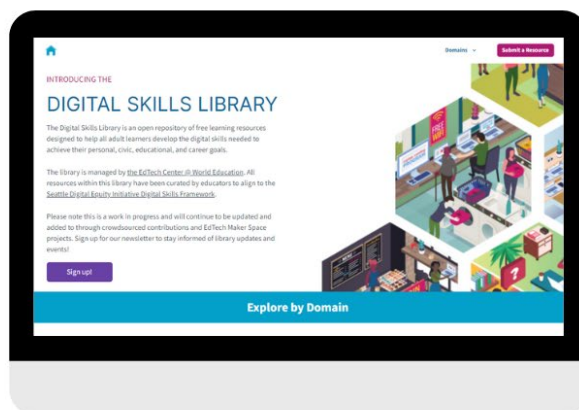 Domains
Submit a Resource
INTRODUCING THE
DIGITAL SKILLS LIBRARY
The Digital Skills Library is an open repository of free learning resources
designed to help all adult learners develop the digital skills needed to
achieve their personal, civic, educational, and career goals.
The library is managed by the EdTech Center @ World Education. All
resources within this library have been curated by educators to align to the
Seattle Digital Equity Initiative Digital Skills Framework.
Please note this is a work in progress and will continue to be updated and
added to through crowdsourced contributions and EdTech Maker Space
projects. Sign up for our newsletter to stay informed of library updates and
events!
Sign up!
FREE
WIFI
Explore by Domain